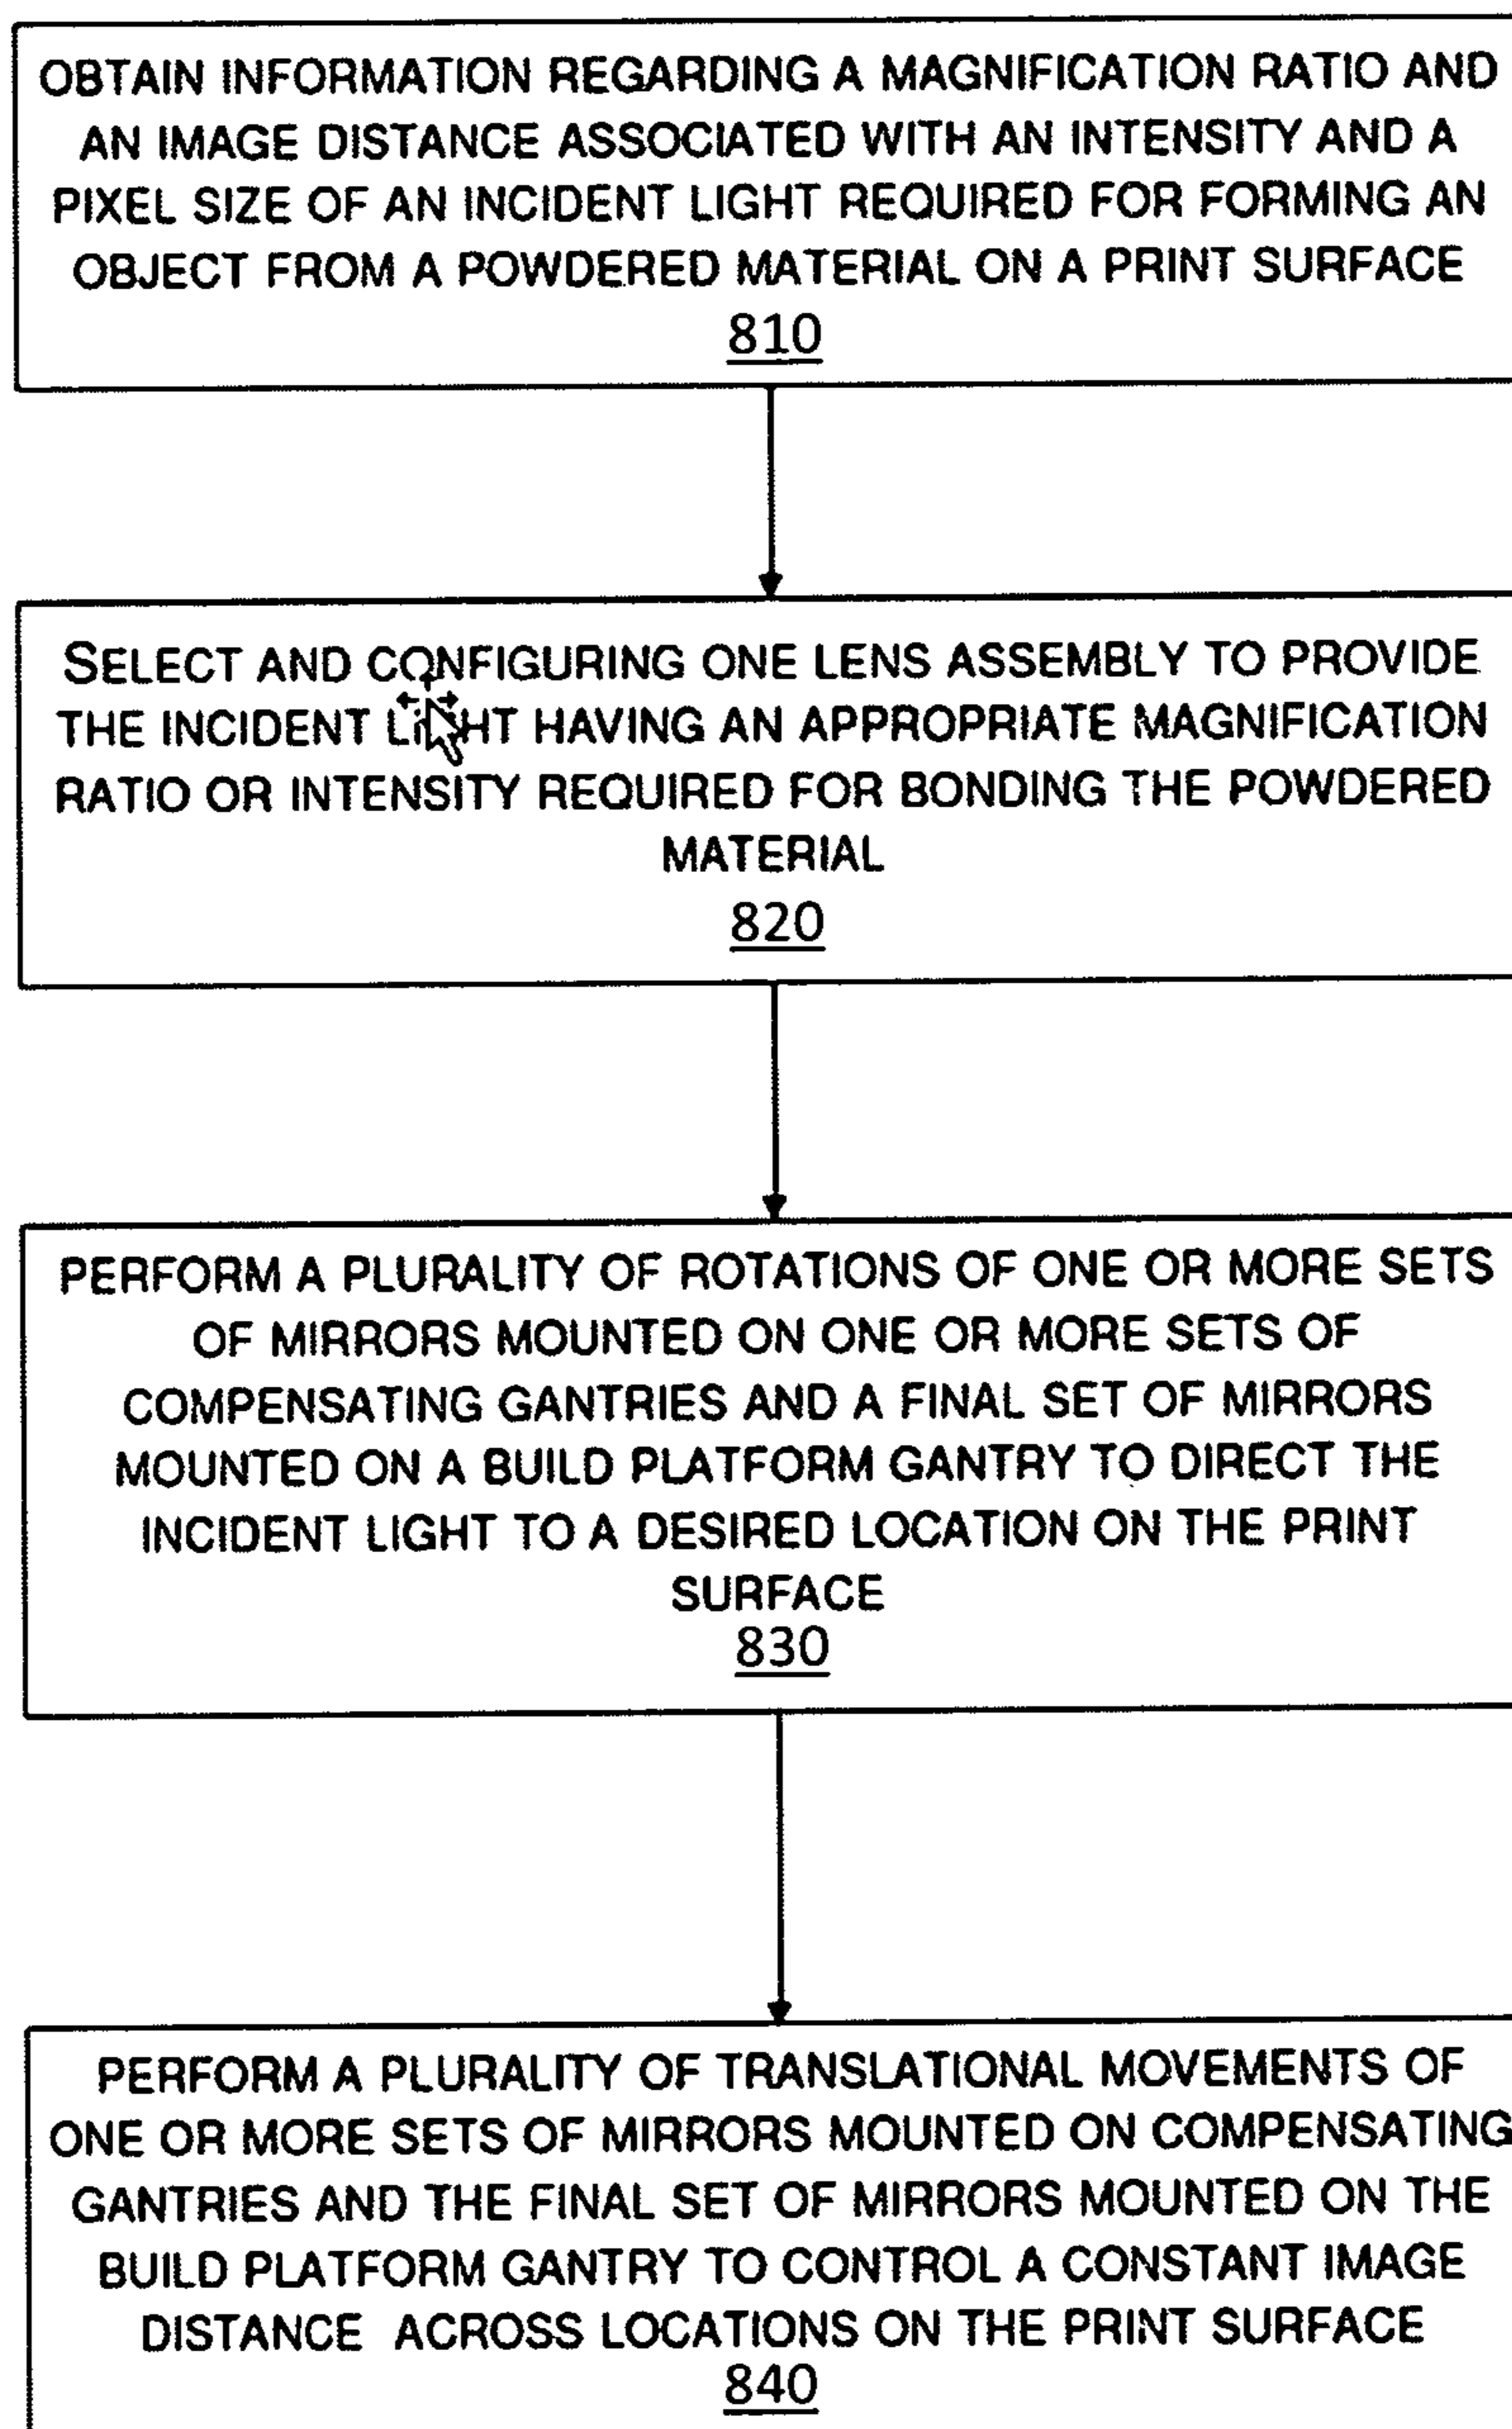 OBTAIN INFORMATION REGARDING A MAGNIFICATION RATIO AND
AN IMAGE DISTANCE ASSOCIATED WITH AN INTENSITY AND A
PIXEL SIZE OF AN INCIDENT LIGHT REQUIRED FOR FORMING AN
OBJECT FROM A POWDERED MATERIAL ON A PRINT SURFACE
810
SELECT AND CONFIGURING ONE LENS ASSEMBLY TO PROVIDE
THE INCIDENT LIGHT HAVING AN APPROPRIATE MAGNIFICATION
RATIO OR INTENSITY REQUIRED FOR BONDING THE POWDERED
MATERIAL
820
PERFORM A PLURALITY OF ROTATIONS OF ONE OR MORE SETS
OF MIRRORS MOUNTED ON ONE OR MORE SETS OF
COMPENSATING GANTRIES AND A FINAL SET OF MIRRORS
MOUNTED ON A BUILD PLATFORM GANTRY TO DIRECT THE
INCIDENT LIGHT TO A DESIRED LOCATION ON THE PRINT
SURFACE
830
PERFORM A PLURALITY OF TRANSLATIONAL MOVEMENTS OF
ONE OR MORE SETS OF MIRRORS MOUNTED ON COMPENSATING
GANTRIES AND THE FINAL SET OF MIRRORS MOUNTED ON THE
BUILD PLATFORM GANTRY TO CONTROL A CONSTANT IMAGE
DISTANCE ACROSS LOCATIONS ON THE PRINT SURFACE
840